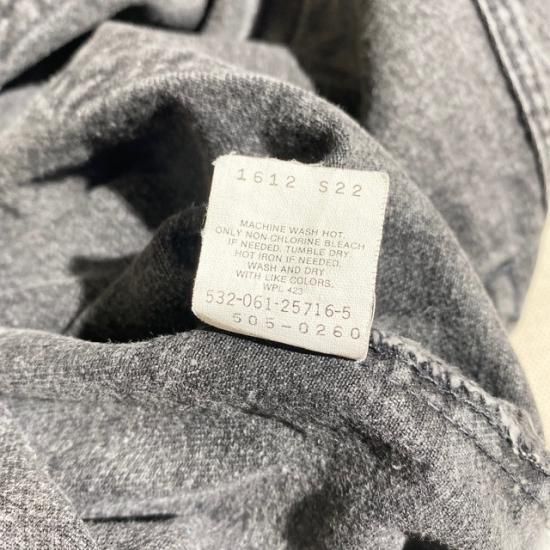 1612 S22
MACHINE WASH HOT.
ONLY NON-CHLORINE BLEACH
IF NEEDED. TUMBLE DRY.
HOT IRON IF NEEDED.
WASH AND DRY
WITH LIKE COLORS.
WPL 423
532-061-25716-5
505-0260